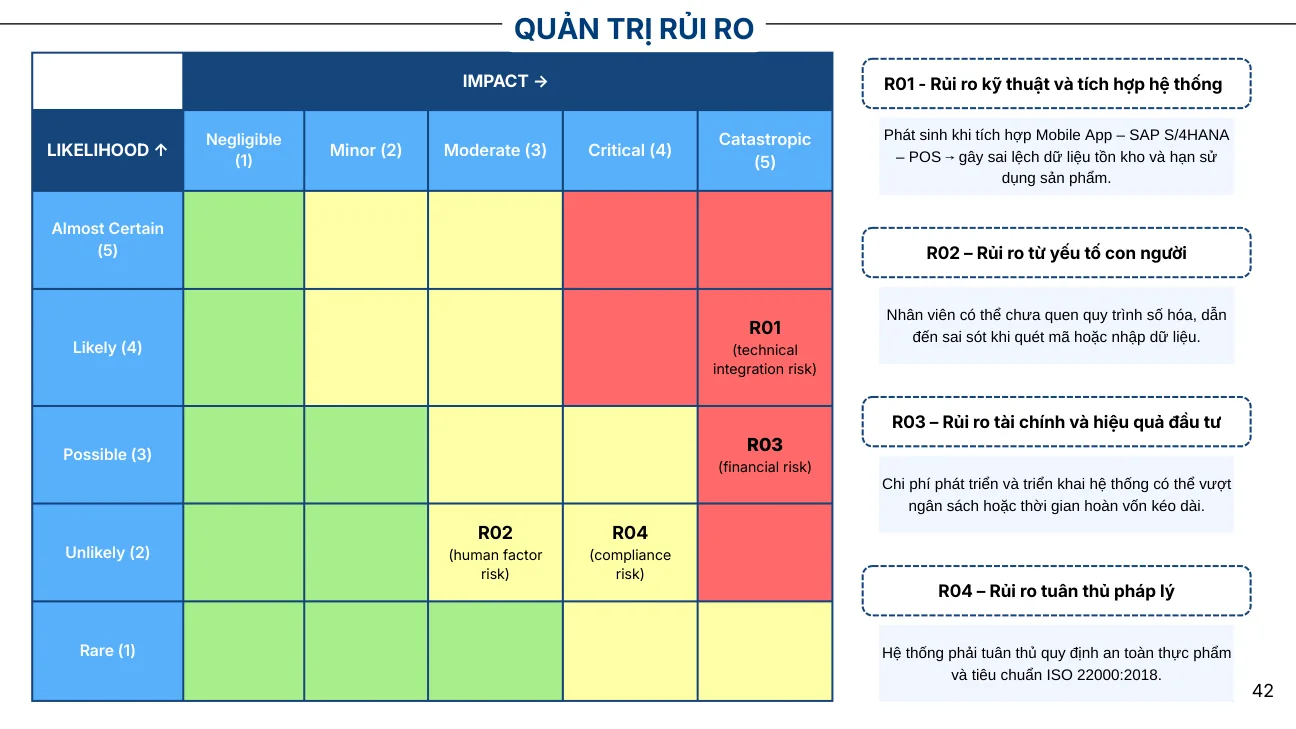 QUẢN TRỊ RỦI RO
IMPACT →
LIKELIHOOD ↑
Negligible
(1)
Minor (2)
Moderate (3)
Critical (4)
Catastropic
(5)
Almost Certain
(5)
Likely (4)
R01
(technical
integration risk)
Possible (3)
R03
(financial risk)
Unlikely (2)
R02
(human factor
risk)
R04
(compliance
risk)
Rare (1)
R01 - Rủi ro kỹ thuật và tích hợp hệ thống
Phát sinh khi tích hợp Mobile App – SAP S/4HANA
– POS → gây sai lệch dữ liệu tồn kho và hạn sử
dụng sản phẩm.
R02 – Rủi ro từ yếu tố con người
Nhân viên có thể chưa quen quy trình số hóa, dẫn
đến sai sót khi quét mã hoặc nhập dữ liệu.
R03 – Rủi ro tài chính và hiệu quả đầu tư
Chi phí phát triển và triển khai hệ thống có thể vượt
ngân sách hoặc thời gian hoàn vốn kéo dài.
R04 – Rủi ro tuân thủ pháp lý
Hệ thống phải tuân thủ quy định an toàn thực phẩm
và tiêu chuẩn ISO 22000:2018.
42